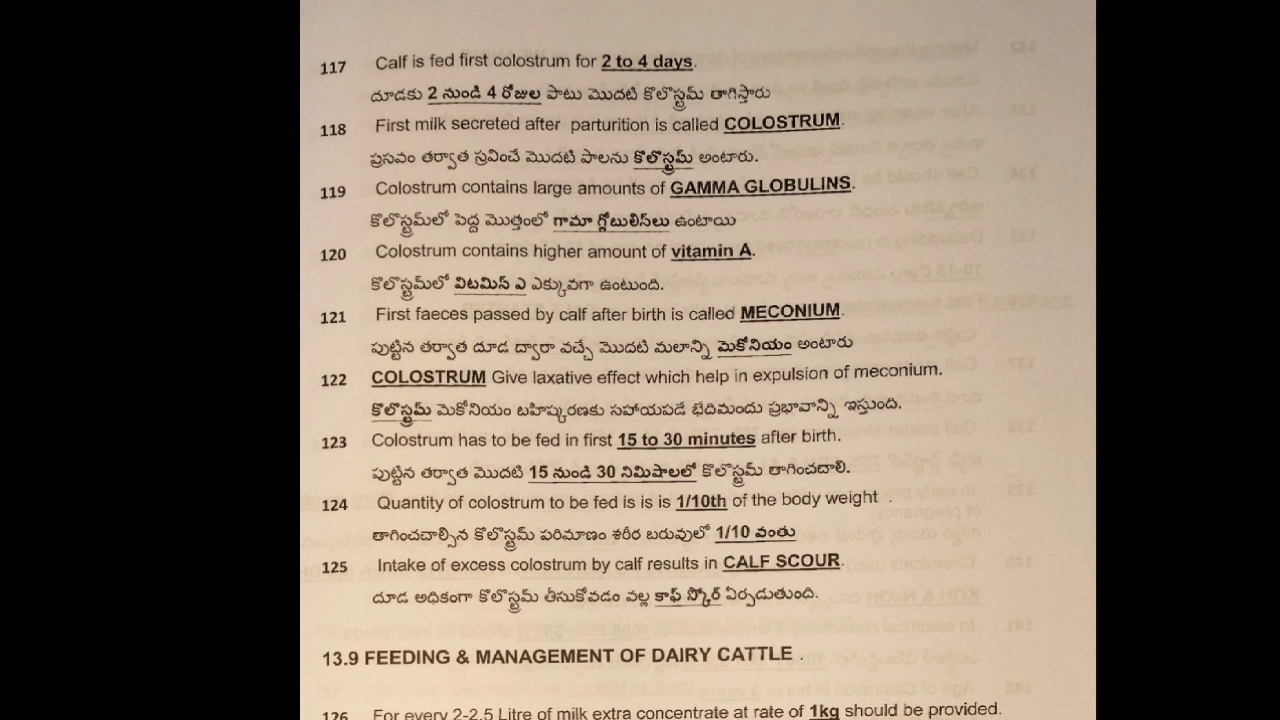 117 Calf is fed first colostrum for 2 to 4 days.
దూడకు 2 నుండి 4 రోజుల పాటు మొదటి కొలొస్ట్రమ్ తాగిస్తారు
118 First milk secreted after parturition is called COLOSTRUM.
ప్రసవం తర్వాత స్రవించే మొదటి పాలను కొలొస్ట్రమ్ అంటారు.
119 Colostrum contains large amounts of GAMMA GLOBULINS.
కొలొస్ట్రమ్‌లో పెద్ద మొత్తంలో గామా గ్లోబులిన్‌లు ఉంటాయి
120 Colostrum contains higher amount of vitamin A.
కొలొస్ట్రమ్‌లో విటమిన్ ఎ ఎక్కువగా ఉంటుంది.
121 First faeces passed by calf after birth is called MECONIUM.
పుట్టిన తర్వాత దూడ ద్వారా వచ్చే మొదటి మలాన్ని మెకోనియం అంటారు
122 COLOSTRUM Give laxative effect which help in expulsion of meconium.
కొలొస్ట్రమ్ మెకోనియం బహిష్కరణకు సహాయపడే భేదిమందు ప్రభావాన్ని ఇస్తుంది.
123 Colostrum has to be fed in first 15 to 30 minutes after birth.
పుట్టిన తర్వాత మొదటి 15 నుండి 30 నిమిషాలలో కొలొస్ట్రమ్ తాగించదాలి.
124 Quantity of colostrum to be fed is is is 1/10th of the body weight .
తాగించదాల్సిన కొలొస్ట్రమ్ పరిమాణం శరీర బరువులో 1/10 వంతు
125 Intake of excess colostrum by calf results in CALF SCOUR.
దూడ అధికంగా కొలొస్ట్రమ్ తీసుకోవడం వల్ల కాఫ్ స్కోర్ ఏర్పడుతుంది.
13.9 FEEDING & MANAGEMENT OF DAIRY CATTLE .
126 For every 2-2.5 Litre of milk extra concentrate at rate of 1kg should be provided.